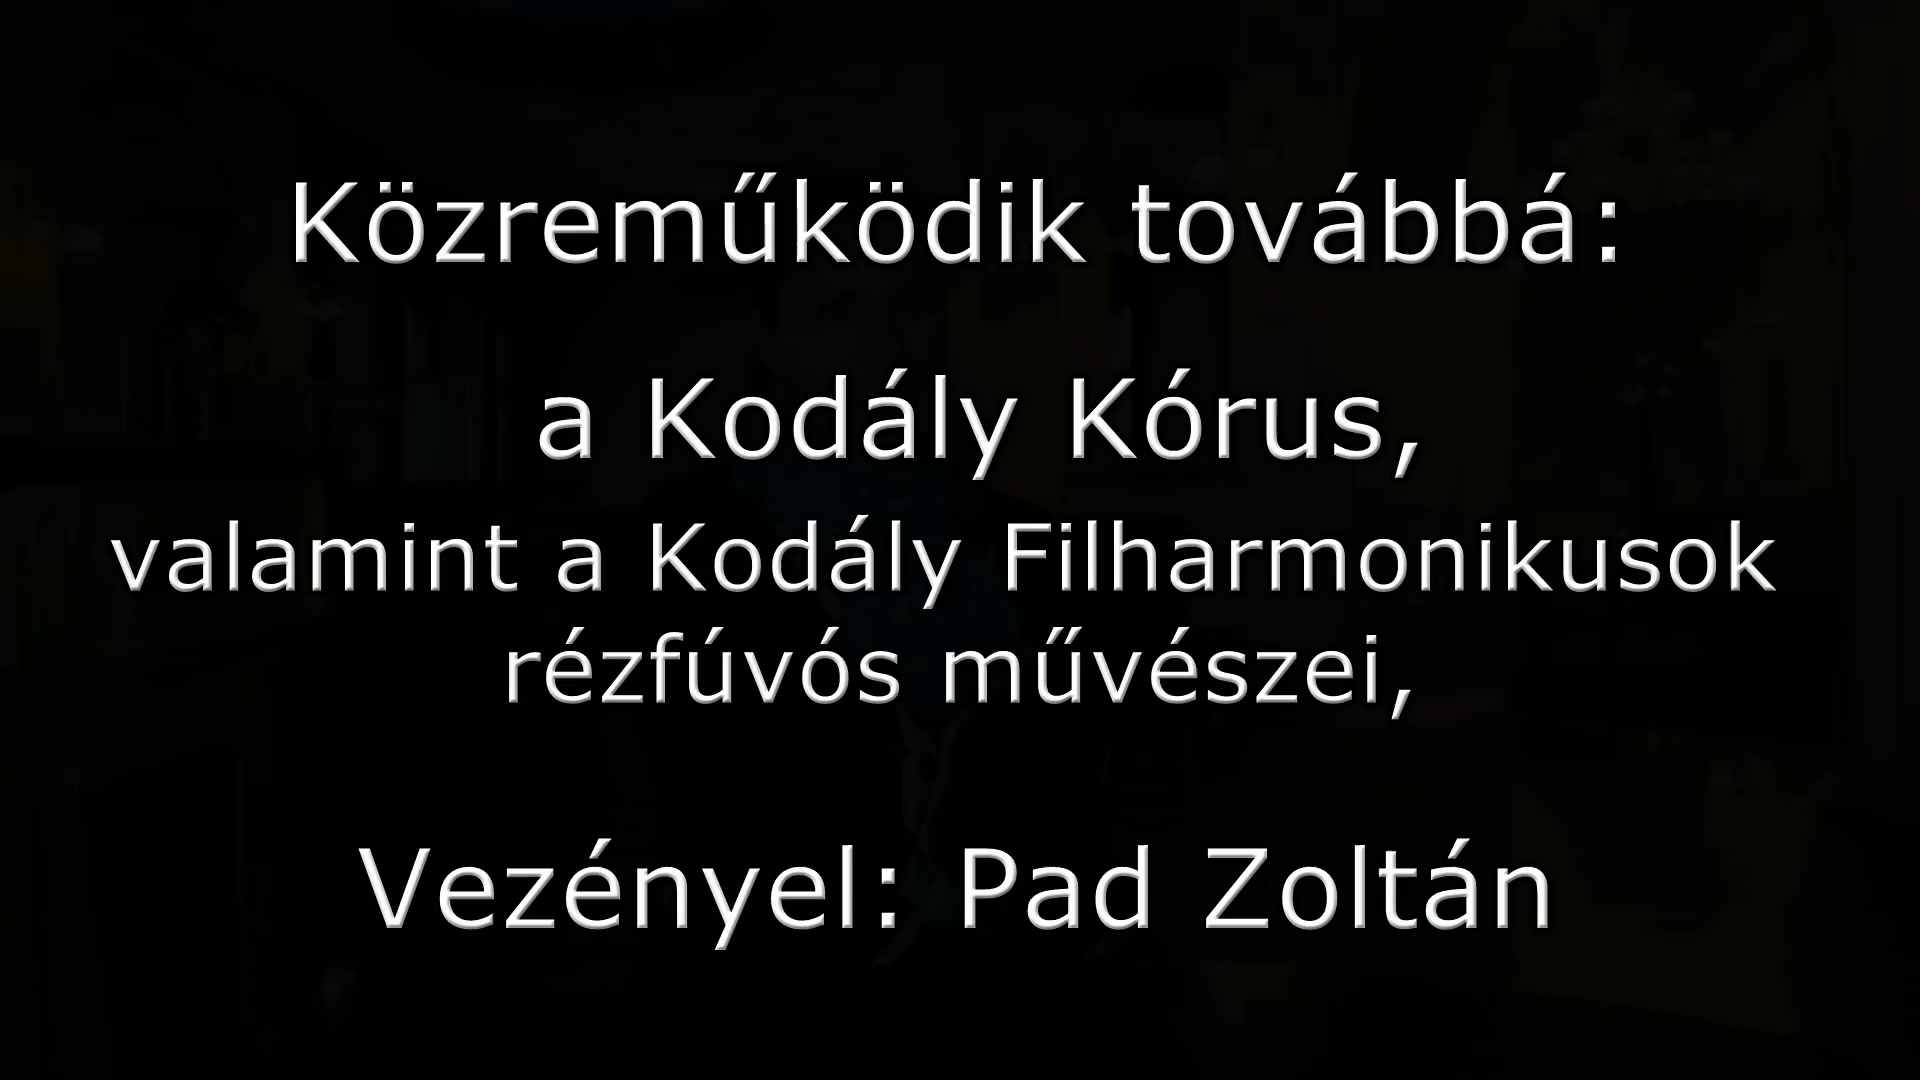 Közreműködik továbbá:
a Kodály Kórus,
valamint a Kodály Filharmonikusok
rézfúvós művészei,
Vezényel: Pad Zoltán